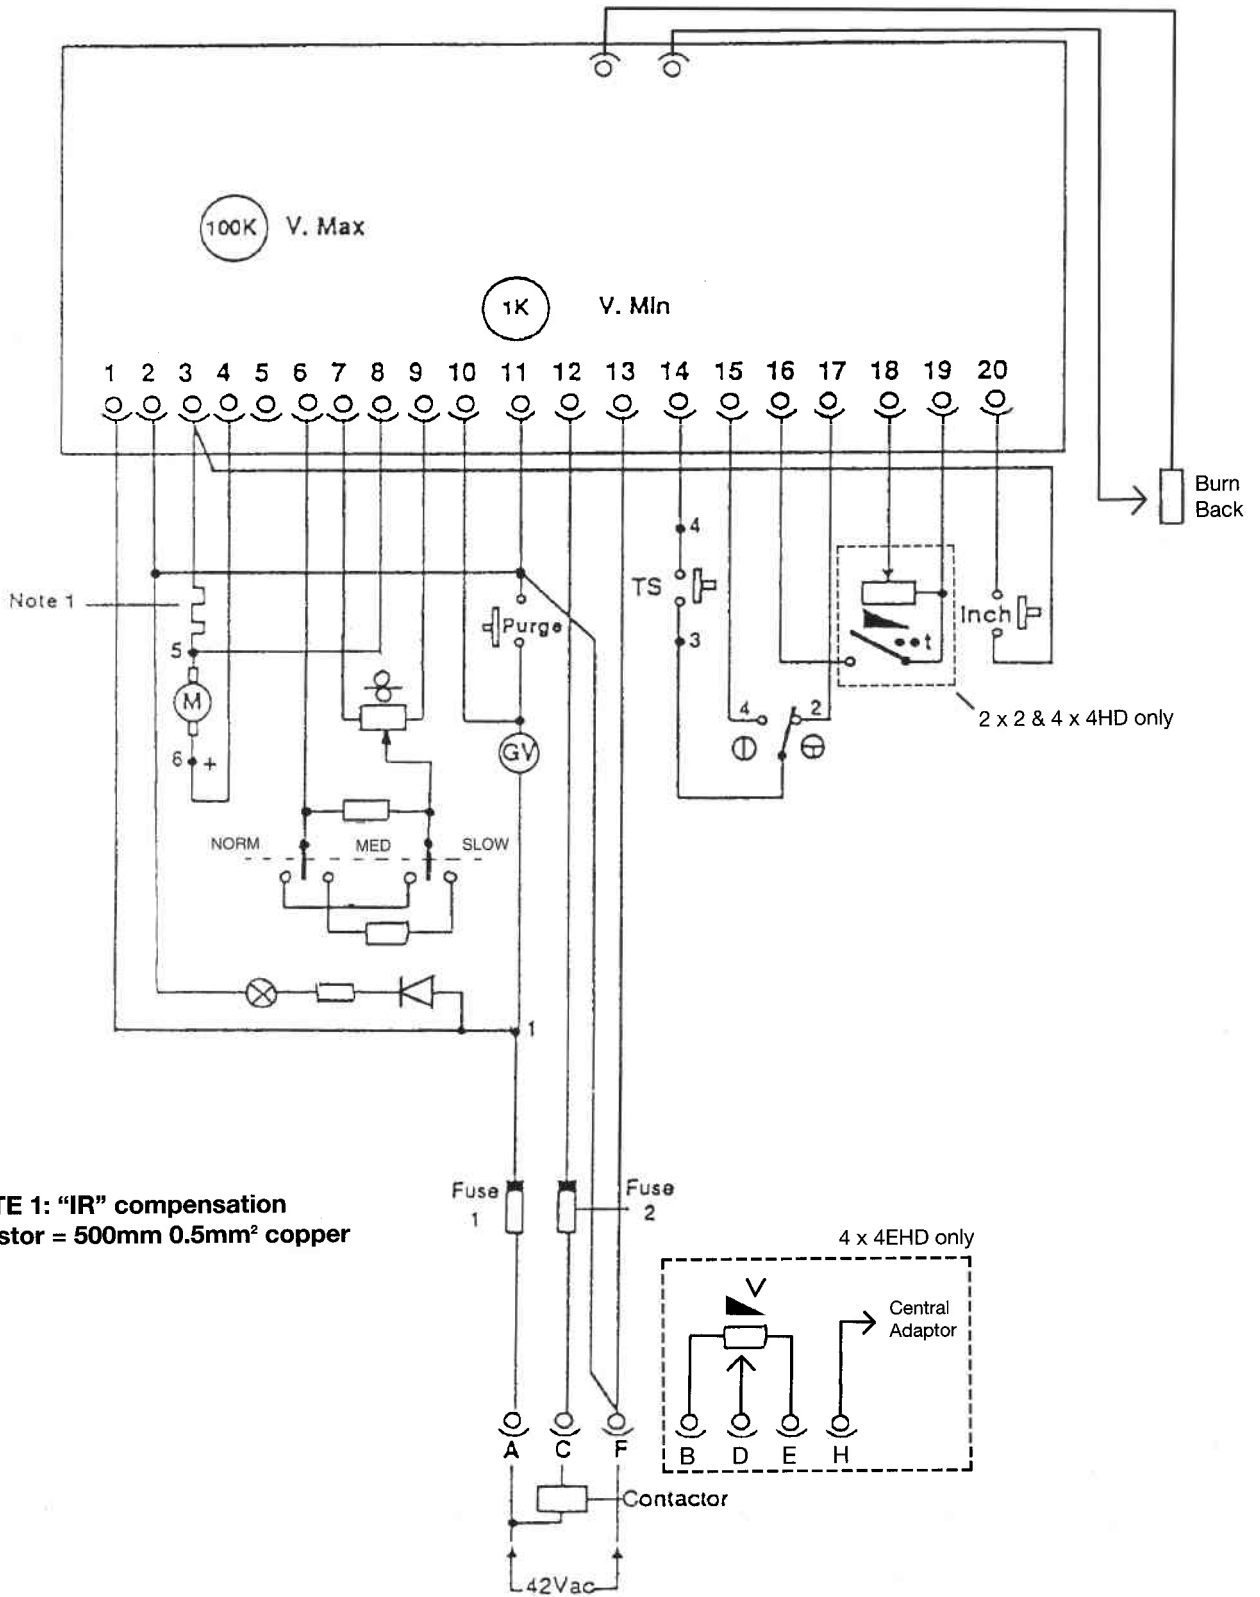 100K V. Max
1K V. Min
1 2 3 4 5 6 7 8 9 10 11 12 13 14 15 16 17 18 19 20
Burn
Back
4
TS
3
Note 1
Purge
Inch
t
5
M
6 +
GV
4 2
2 x 2 & 4 x 4HD only
NORM MED SLOW
1
Fuse
1
Fuse
2
TE 1: “IR” compensation
stor = 500mm 0.5mm² copper
4 x 4EHD only
V
Central
Adaptor
A C F
B D E H
Contactor
42Vac